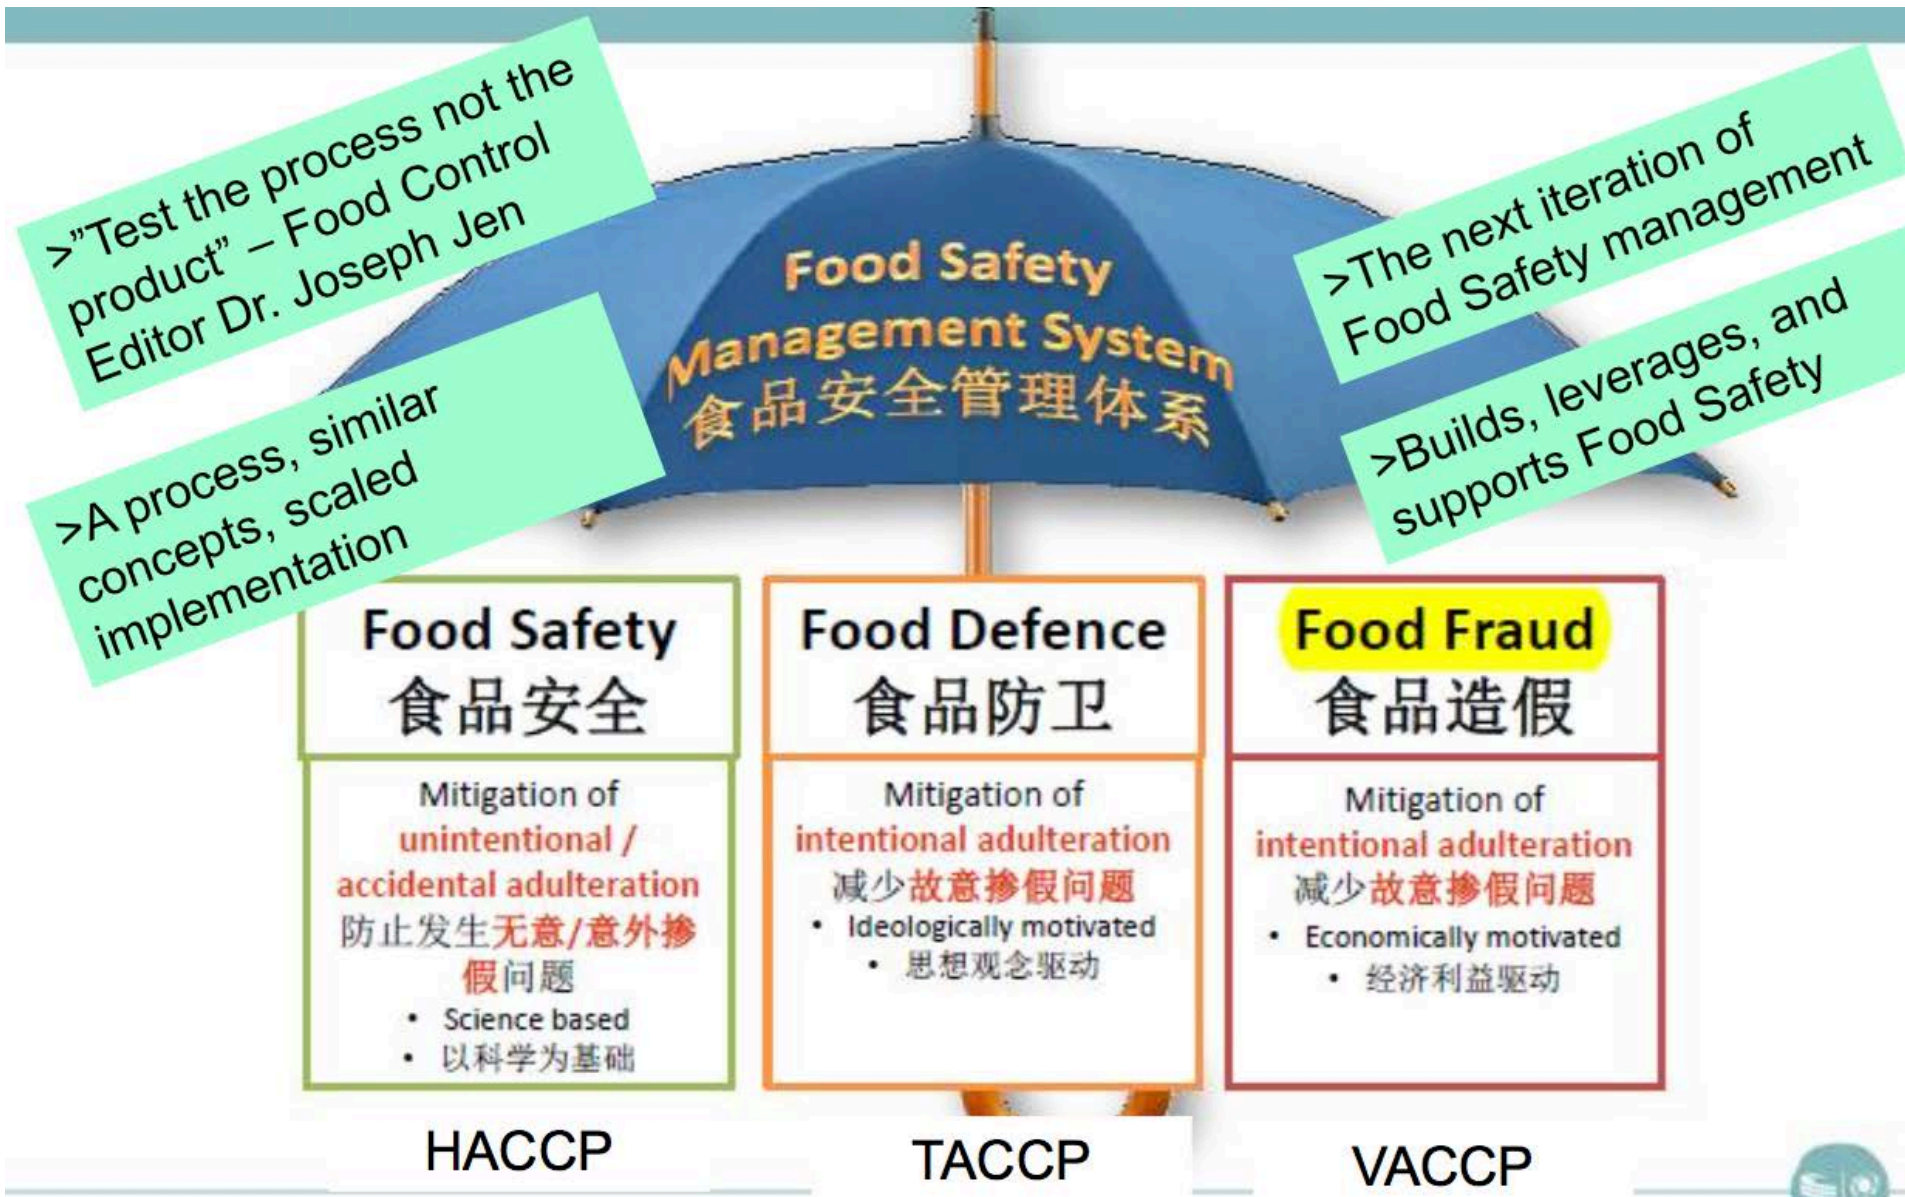 >"Test the process not the
product” – Food Control
Editor Dr. Joseph Jen
>A process, similar
concepts, scaled
implementation
Food Safety
Management System
食品安全管理体系
>The next iteration of
Food Safety management
>Builds, leverages, and
supports Food Safety
Food Safety
食品安全
Mitigation of
unintentional /
accidental adulteration
防止发生无意/意外掺
假问题
• Science based
• 以科学为基础
HACCP
Food Defence
食品防卫
Mitigation of
intentional adulteration
减少故意掺假问题
• Ideologically motivated
• 思想观念驱动
TACCP
Food Fraud
食品造假
Mitigation of
intentional adulteration
减少故意掺假问题
• Economically motivated
• 经济利益驱动
VACCP